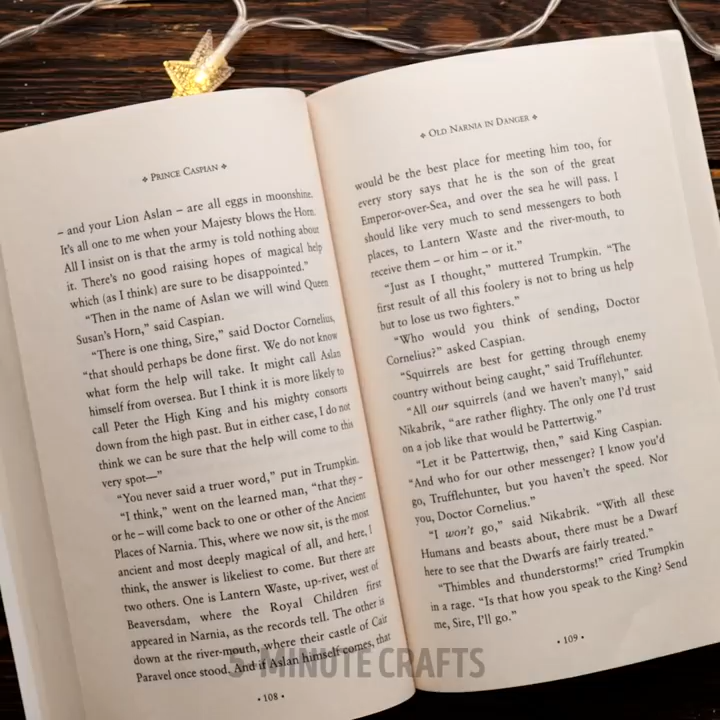 ❖ PRINCE CASPIAN ❖
– and your Lion Aslan – are all eggs in moonshine.
It's all one to me when your Majesty blows the Horn.
All I insist on is that the army is told nothing about
it. There's no good raising hopes of magical help
which (as I think) are sure to be disappointed."
"Then in the name of Aslan we will wind Queen
Susan's Horn," said Caspian.
"There is one thing, Sire," said Doctor Cornelius,
"that should perhaps be done first. We do not know
what form the help will take. It might call Aslan
himself from oversea. But I think it is more likely to
call Peter the High King and his mighty consorts
down from the high past. But in either case, I do not
think we can be sure that the help will come to this
very spot—"
"You never said a truer word," put in Trumpkin.
"I think," went on the learned man, "that they –
or he – will come back to one or other of the Ancient
Places of Narnia. This, where we now sit, is the most
ancient and most deeply magical of all, and here, I
think, the answer is likeliest to come. But there are
two others. One is Lantern Waste, up-river, west of
Beaversdam, where the Royal Children first
appeared in Narnia, as the records tell. The other is
down at the river-mouth, where their castle of Cair
Paravel once stood. And if Aslan himself comes, that
• 108 •
❖ OLD NARNIA IN DANGER ❖
would be the best place for meeting him too, for
every story says that he is the son of the great
Emperor-over-Sea, and over the sea he will pass. I
should like very much to send messengers to both
places, to Lantern Waste and the river-mouth, to
receive them – or him – or it."
"Just as I thought," muttered Trumpkin. "The
first result of all this foolery is not to bring us help
but to lose us two fighters."
"Who would you think of sending, Doctor
Cornelius?" asked Caspian.
"Squirrels are best for getting through enemy
country without being caught," said Trufflehunter.
"All our squirrels (and we haven't many)," said
Nikabrik, "are rather flighty. The only one I'd trust
on a job like that would be Pattertwig."
"Let it be Pattertwig, then," said King Caspian.
"And who for our other messenger? I know you'd
go, Trufflehunter, but you haven't the speed. Nor
you, Doctor Cornelius."
"I won't go," said Nikabrik. "With all these
Humans and beasts about, there must be a Dwarf
here to see that the Dwarfs are fairly treated."
"Thimbles and thunderstorms!" cried Trumpkin
in a rage. "Is that how you speak to the King? Send
me, Sire, I'll go."
• 109 •
5-MINUTE CRAFTS